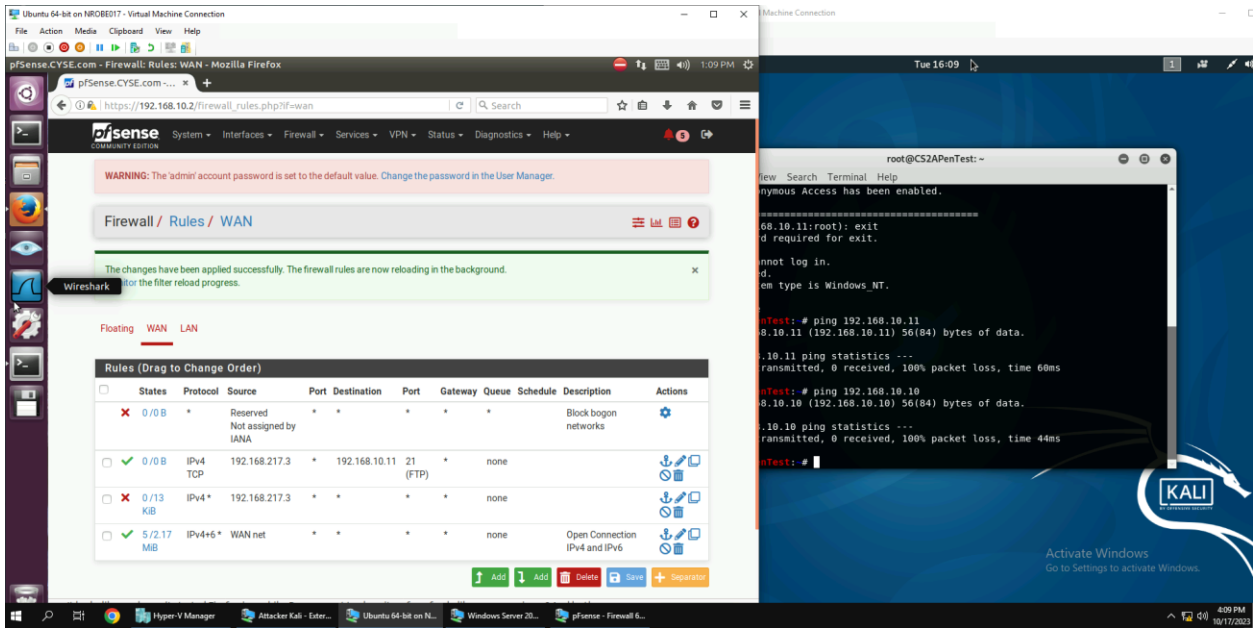 Ubuntu 64-bit on NROBE017 - Virtual Machine Connection
File Action Media Clipboard View Help
pfSense.CYSE.com - Firewall: Rules: WAN - Mozilla Firefox
1:09 PM
pfSense.CYSE.com -...
https://192.168.10.2/firewall_rules.php?if=wan
Search
pfsense
COMMUNITY EDITION
System Interfaces Firewall Services VPN Status Diagnostics Help
5
WARNING: The 'admin' account password is set to the default value. Change the password in the User Manager.
Firewall / Rules / WAN
The changes have been applied successfully. The firewall rules are now reloading in the background.
itor the filter reload progress.
Wireshark
Floating WAN LAN
Rules (Drag to Change Order)
States Protocol Source Port Destination Port Gateway Queue Schedule Description Actions
0/0 B * Reserved Not assigned by IANA * * * * * Block bogon networks
0/0 B IPv4 TCP 192.168.217.3 * 192.168.10.11 21 (FTP) * none
0/13 KiB IPv4 * 192.168.217.3 * * * * none
5/2.17 MiB IPv4+6 * WAN net * * * * none Open Connection IPv4 and IPv6
Add Add Delete Save Separator
Machine Connection
Tue 16:09
1
root@CS2APenTest: ~
iew Search Terminal Help
onymous Access has been enabled.
=====================================
68.10.11:root): exit
d required for exit.
nnot log in.
d.
em type is Windows_NT.
enTest: # ping 192.168.10.11
8.10.11 (192.168.10.11) 56(84) bytes of data.
.10.11 ping statistics ---
ransmitted, 0 received, 100% packet loss, time 60ms
enTest: # ping 192.168.10.10
8.10.10 (192.168.10.10) 56(84) bytes of data.
.10.10 ping statistics ---
ransmitted, 0 received, 100% packet loss, time 44ms
enTest: #
KALI
Activate Windows
Go to Settings to activate Windows.
Hyper-V Manager
Attacker Kali - Exter...
Ubuntu 64-bit on N...
Windows Server 20...
pfSense - Firewall 6...
4:09 PM
10/17/2023